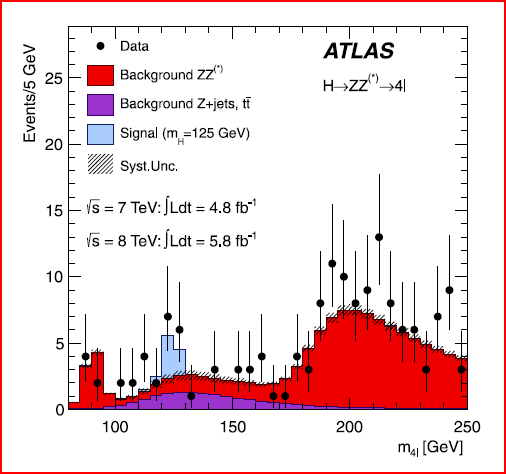 Events/5 GeV
25
20
15
10
5
0
Data
Background ZZ(*)
Background Z+jets, tt̄
Signal (mH=125 GeV)
Syst.Unc.
√s = 7 TeV: ∫Ldt = 4.8 fb-1
√s = 8 TeV: ∫Ldt = 5.8 fb-1
ATLAS
H→ZZ(*)→4l
100 150 200 250
m4l [GeV]